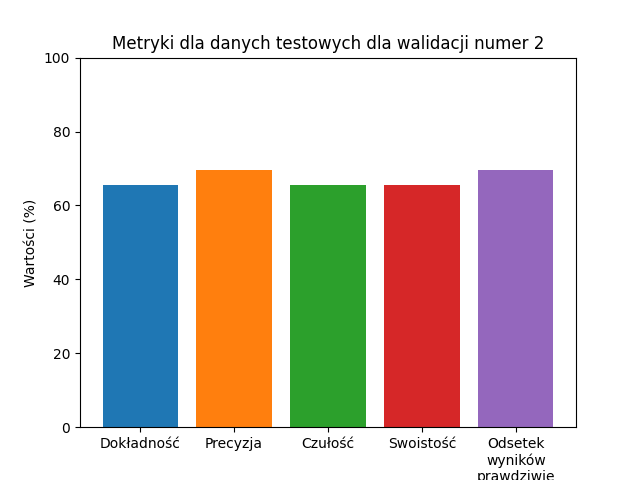 Metryki dla danych testowych dla walidacji numer 2
Wartości (%)
100
80
60
40
20
0
Dokładność Precyzja Czułość Swoistość Odsetek
wyników
prawdziwie